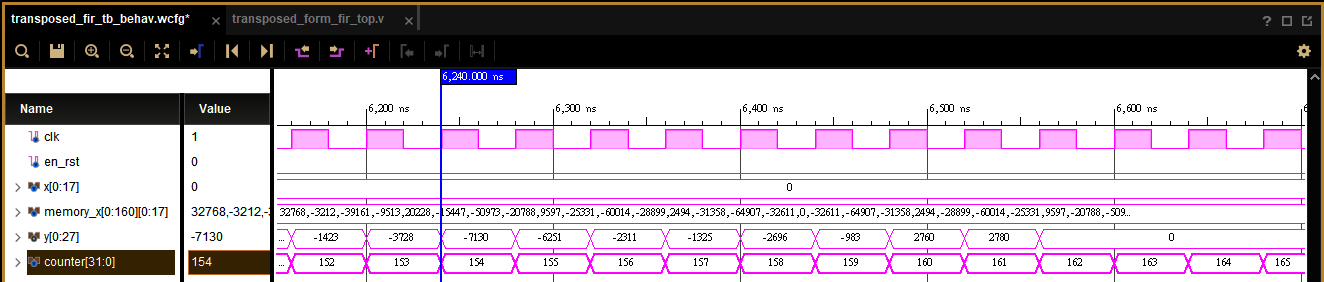 transposed_fir_tb_behav.wcfg* × transposed_form_fir_top.v ×
?
6,240.000 ns
Name Value
6,200 ns 6,300 ns 6,400 ns 6,500 ns 6,600 ns
clk 1
en_rst 0
x[0:17] 0 0
memory_x[0:160][0:17] 32768,-3212,-3 32768,-3212,-39161,-9513,20228,-15447,-50973,-20788,9597,-25331,-60014,-28899,2494,-31358,-64907,-32611,0,-32611,-64907,-31358,2494,-28899,-60014,-25331,9597,-20788,-509...
y[0:27] -7130 ... -1423 -3728 -7130 -6251 -2311 -1325 -2696 -983 2760 2780 0
counter[31:0] 154 ... 152 153 154 155 156 157 158 159 160 161 162 163 164 165